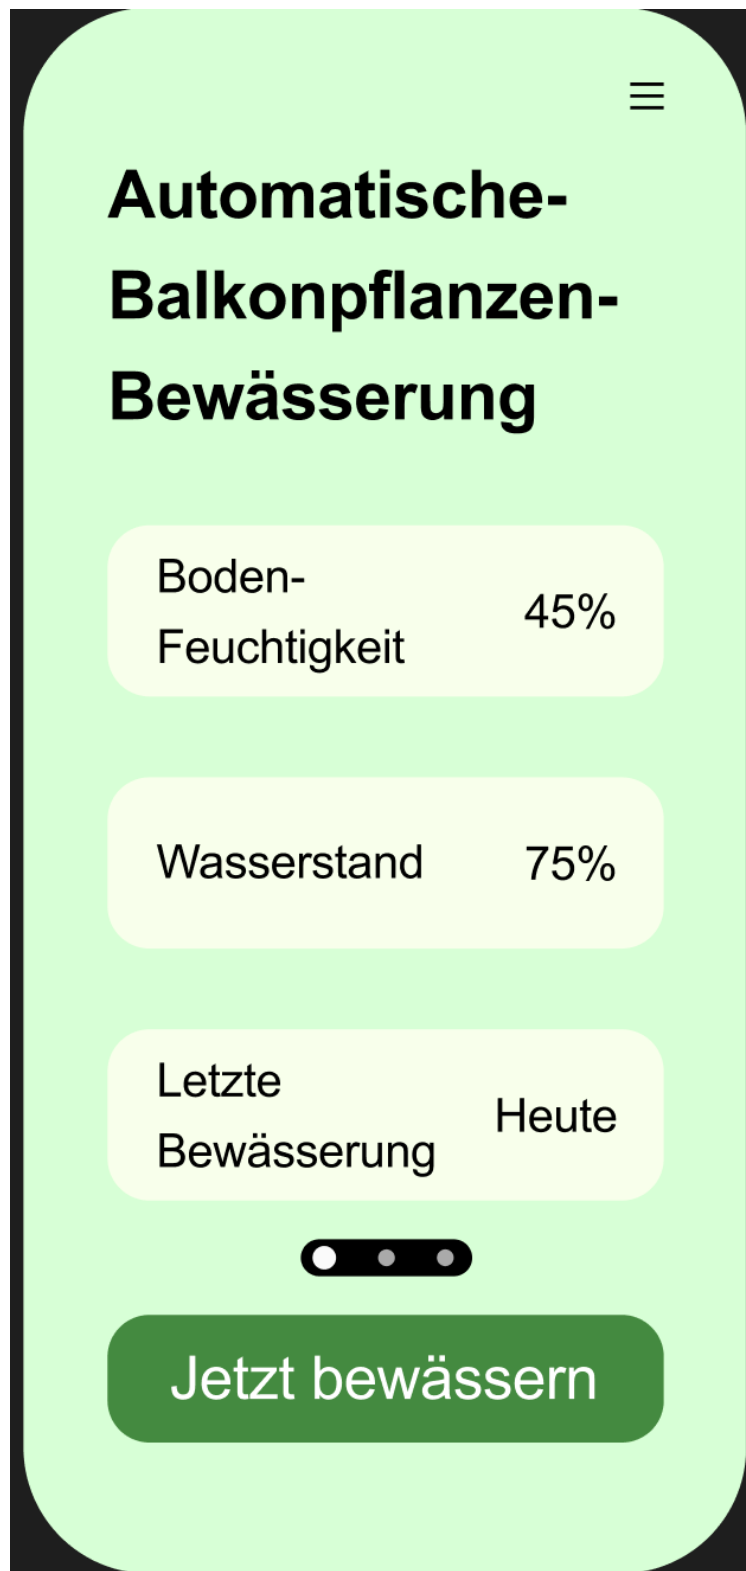 Automatische-
Balkonpflanzen-
Bewässerung
Boden-
Feuchtigkeit
45%
Wasserstand
75%
Letzte
Bewässerung
Heute
Jetzt bewässern